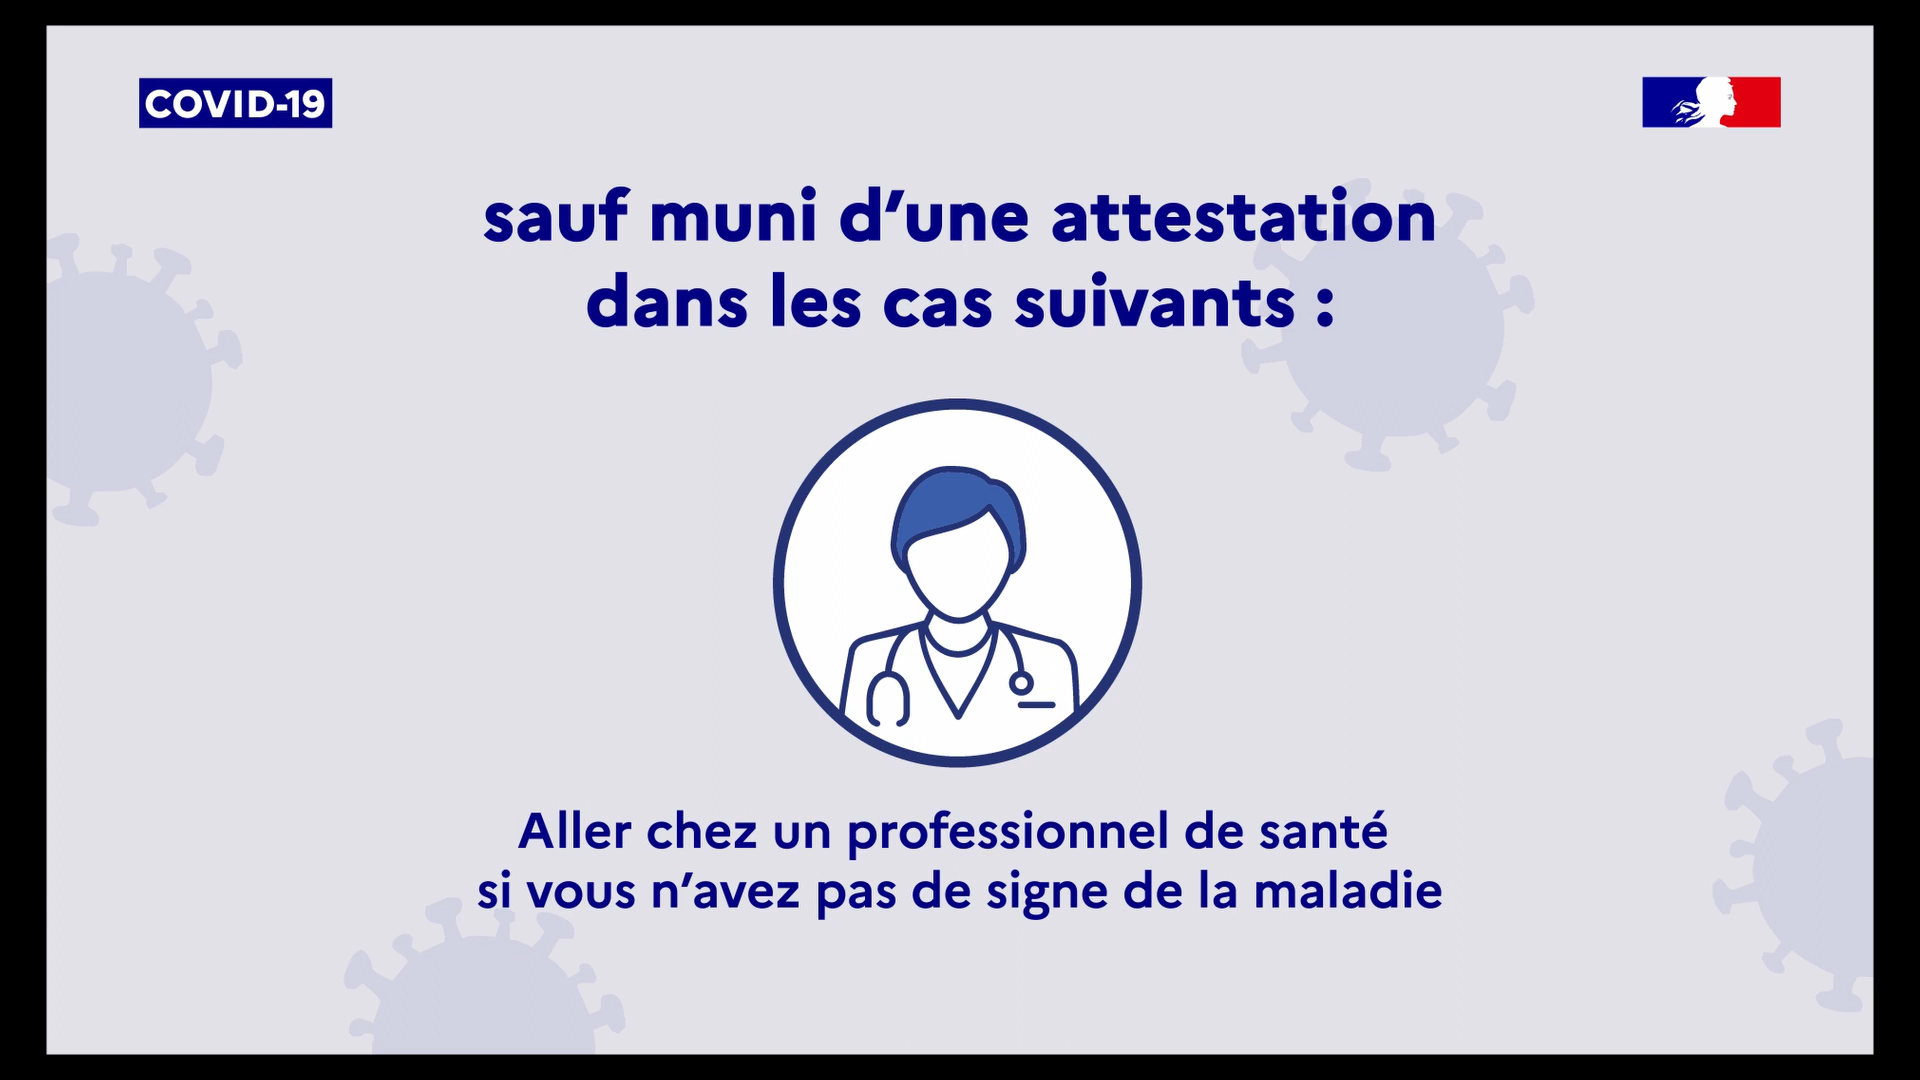 COVID-19
sauf muni d’une attestation
dans les cas suivants :
Aller chez un professionnel de santé
si vous n’avez pas de signe de la maladie